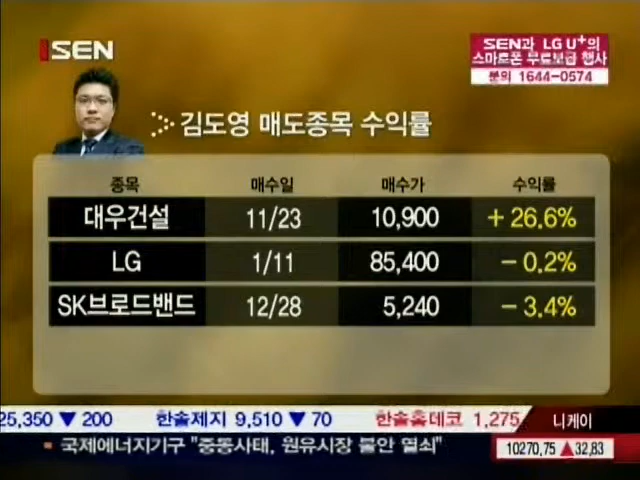 SEN
SEN과 LG U+의
스마트폰 무료보급 행사
문의 1644-0574
김도영 매도종목 수익률
종목 매수일 매수가 수익률
대우건설 11/23 10,900 +26.6%
LG 1/11 85,400 -0.2%
SK브로드밴드 12/28 5,240 -3.4%
25,350 ▼200 한솔제지 9,510 ▼70 한솔홈데코 1,275 니케이
국제에너지기구 "중동사태, 원유시장 불안 열쇠" 10270,75 ▲32,83